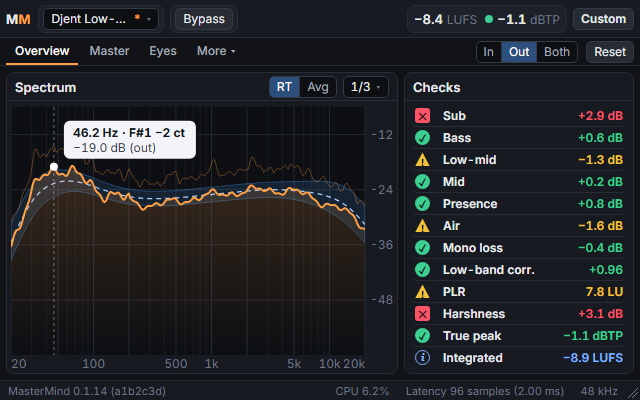 MM Djent Low-... * Bypass −8.4 LUFS −1.1 dBTP Custom
Overview Master Eyes More In Out Both Reset
Spectrum RT Avg 1/3
46.2 Hz · F#1 −2 ct
−19.0 dB (out)
-12
-24
-36
-48
20 100 500 1k 5k 10k 20k
Checks
Sub +2.9 dB
Bass +0.6 dB
Low-mid −1.3 dB
Mid +0.2 dB
Presence +0.8 dB
Air −1.6 dB
Mono loss −0.4 dB
Low-band corr. +0.96
PLR 7.8 LU
Harshness +3.1 dB
True peak −1.1 dBTP
Integrated −8.9 LUFS
MasterMind 0.1.14 (a1b2c3d) CPU 6.2% Latency 96 samples (2.00 ms) 48 kHz